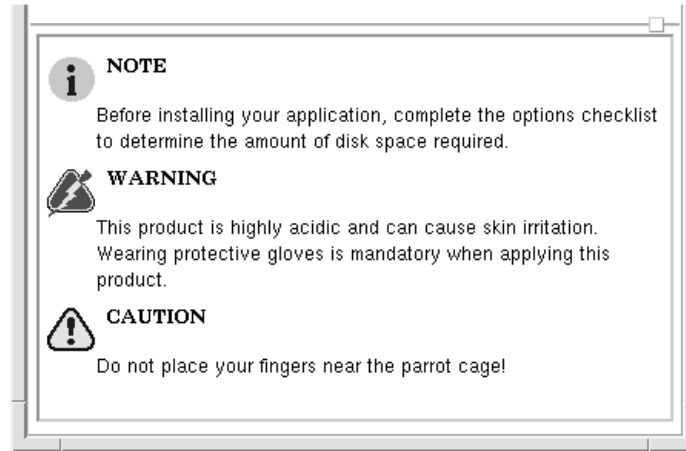 NOTE
Before installing your application, complete the options checklist
to determine the amount of disk space required.
WARNING
This product is highly acidic and can cause skin irritation.
Wearing protective gloves is mandatory when applying this
product.
CAUTION
Do not place your fingers near the parrot cage!